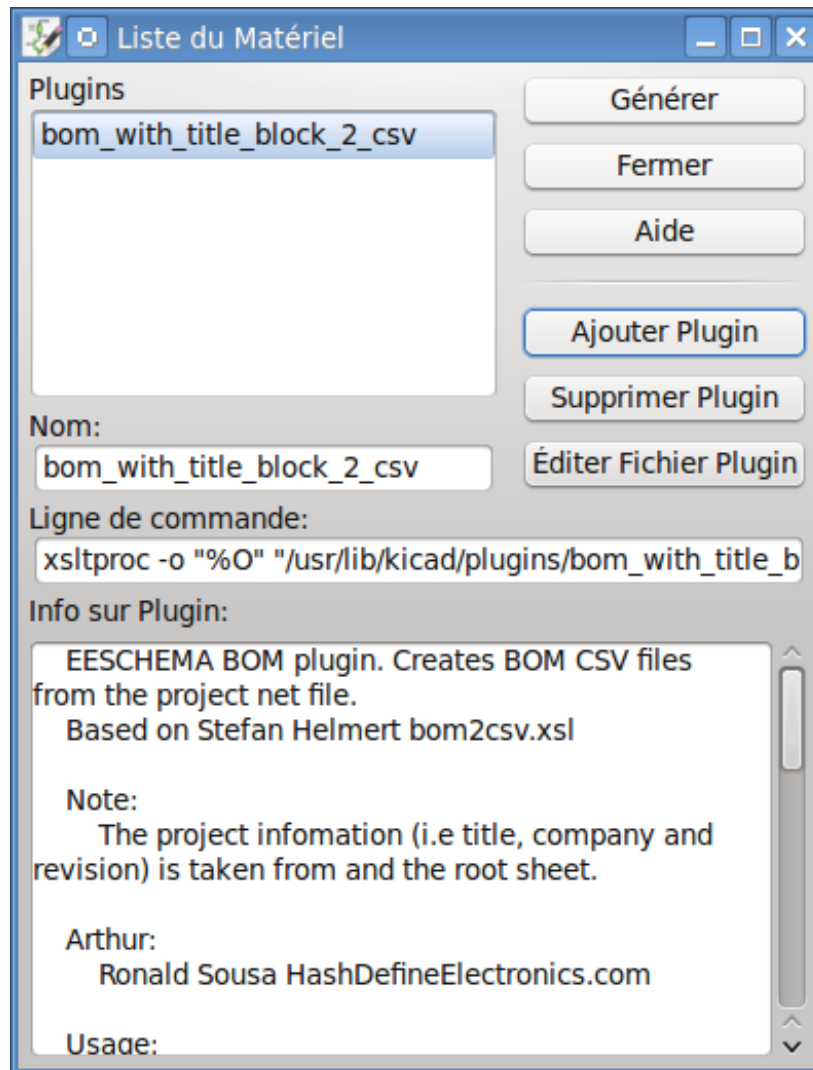 Liste du Matériel
Plugins
bom_with_title_block_2_csv
Générer
Fermer
Aide
Ajouter Plugin
Supprimer Plugin
Éditer Fichier Plugin
Nom:
bom_with_title_block_2_csv
Ligne de commande:
xsltproc -o "%O" "/usr/lib/kicad/plugins/bom_with_title_b
Info sur Plugin:
EESCHEMA BOM plugin. Creates BOM CSV files
from the project net file.
Based on Stefan Helmert bom2csv.xsl
Note:
The project infomation (i.e title, company and
revision) is taken from and the root sheet.
Arthur:
Ronald Sousa HashDefineElectronics.com
Usage: